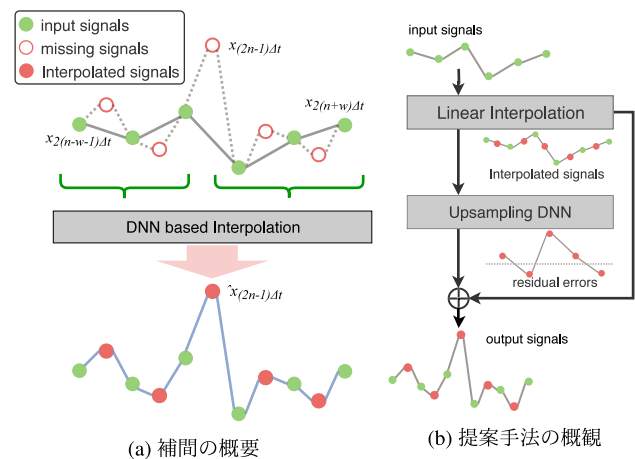 input signals
missing signals
Interpolated signals
x(2n-1)Δt
x2(n-w-1)Δt
x2(n+w)Δt
DNN based Interpolation
ˆx(2n-1)Δt
(a) 補間の概要
input signals
Linear Interpolation
Interpolated signals
Upsampling DNN
residual errors
output signals
(b) 提案手法の概観